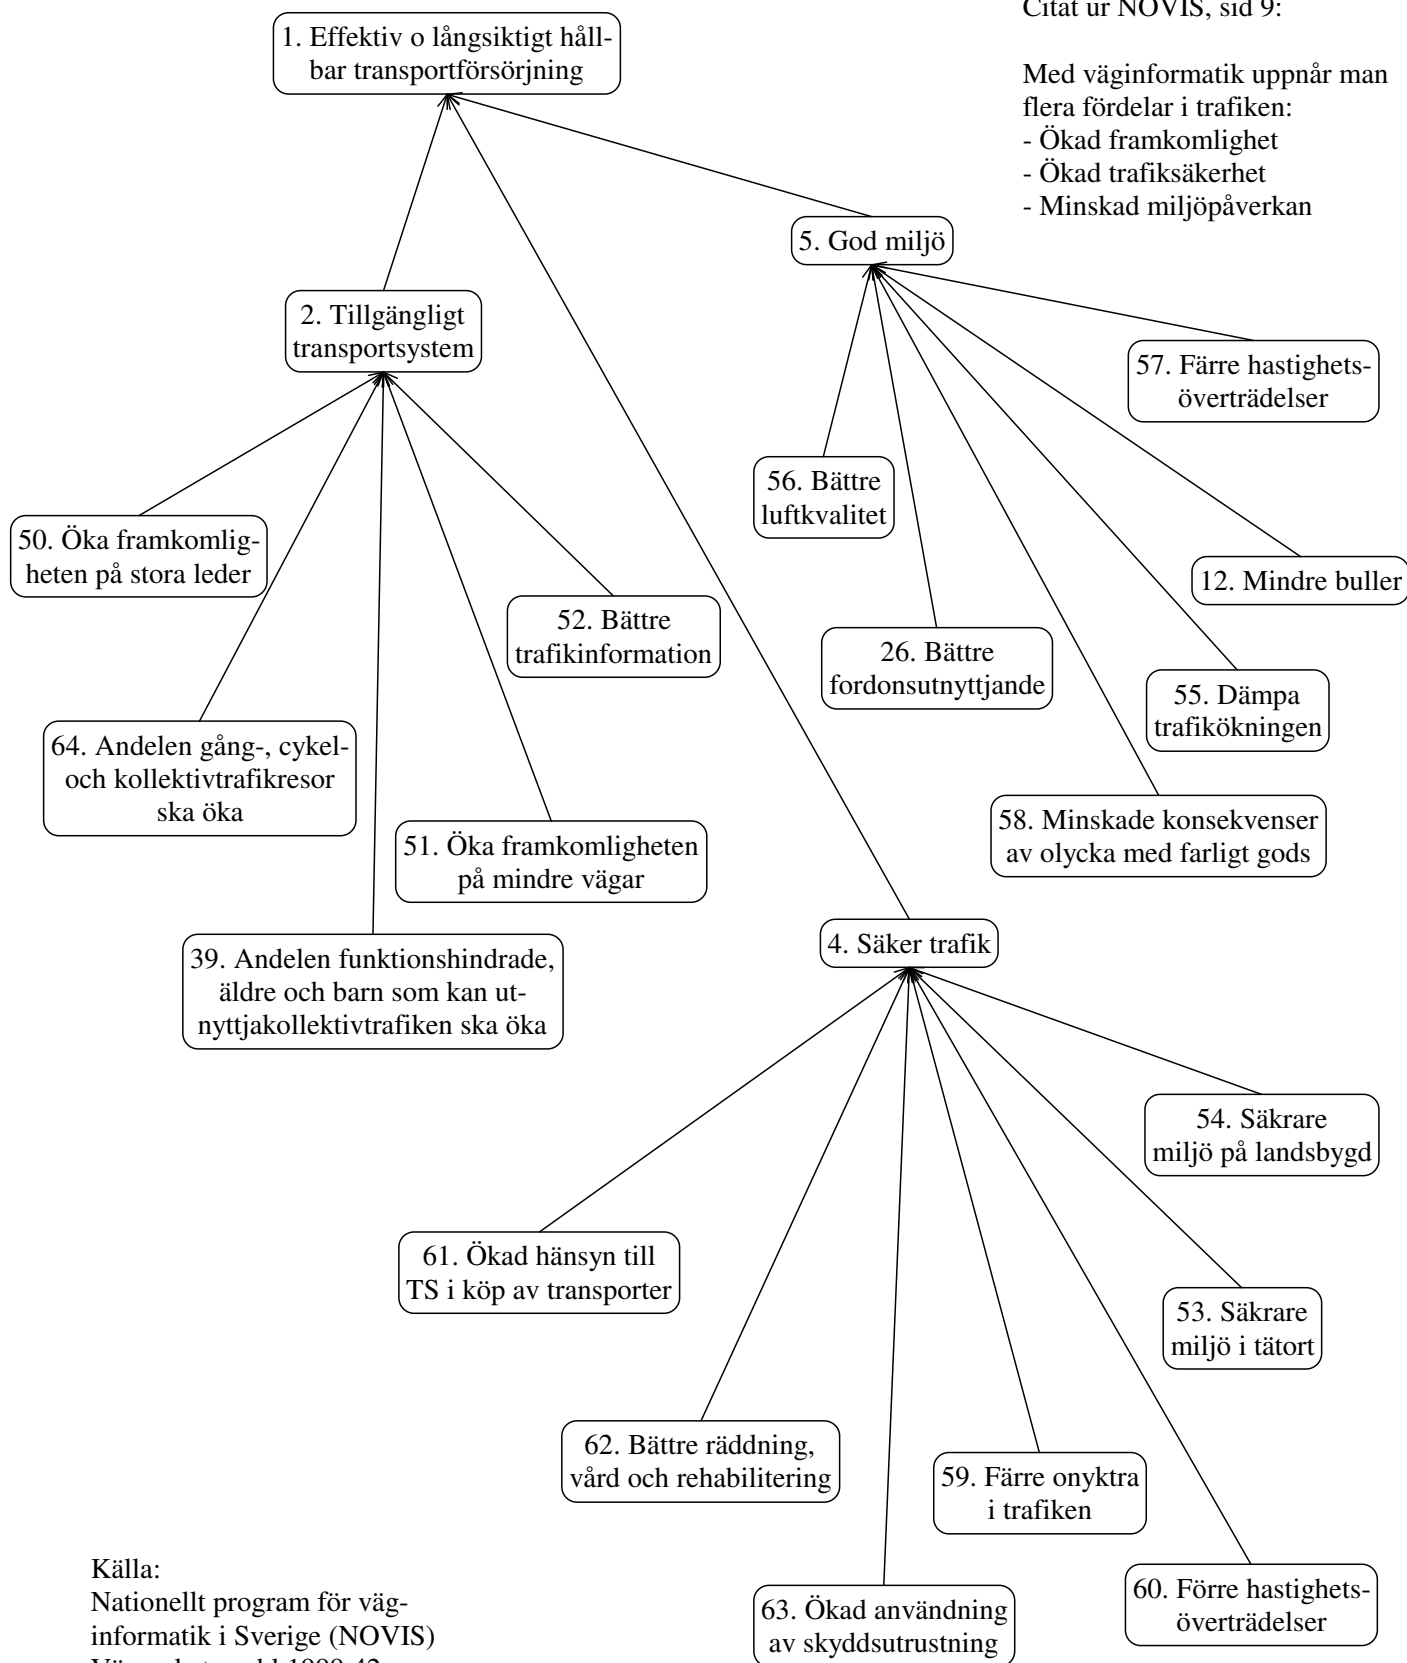 Citat ur NOVIS, sid 9:
Med väginformatik uppnår man
flera fördelar i trafiken:
- Ökad framkomlighet
- Ökad trafiksäkerhet
- Minskad miljöpåverkan
1. Effektiv o långsiktigt håll-
bar transportförsörjning
5. God miljö
2. Tillgängligt
transportsystem
57. Färre hastighets-
överträdelser
56. Bättre
luftkvalitet
50. Öka framkomlig-
heten på stora leder
12. Mindre buller
52. Bättre
trafikinformation
26. Bättre
fordonsutnyttjande
55. Dämpa
trafikökningen
64. Andelen gång-, cykel-
och kollektivtrafikresor
ska öka
58. Minskade konsekvenser
av olycka med farligt gods
51. Öka framkomligheten
på mindre vägar
4. Säker trafik
39. Andelen funktionshindrade,
äldre och barn som kan ut-
nyttjakollektivtrafiken ska öka
54. Säkrare
miljö på landsbygd
61. Ökad hänsyn till
TS i köp av transporter
53. Säkrare
miljö i tätort
62. Bättre räddning,
vård och rehabilitering
59. Färre onyktra
i trafiken
60. Förre hastighets-
överträdelser
63. Ökad användning
av skyddsutrustning
Källa:
Nationellt program för väg-
informatik i Sverige (NOVIS)